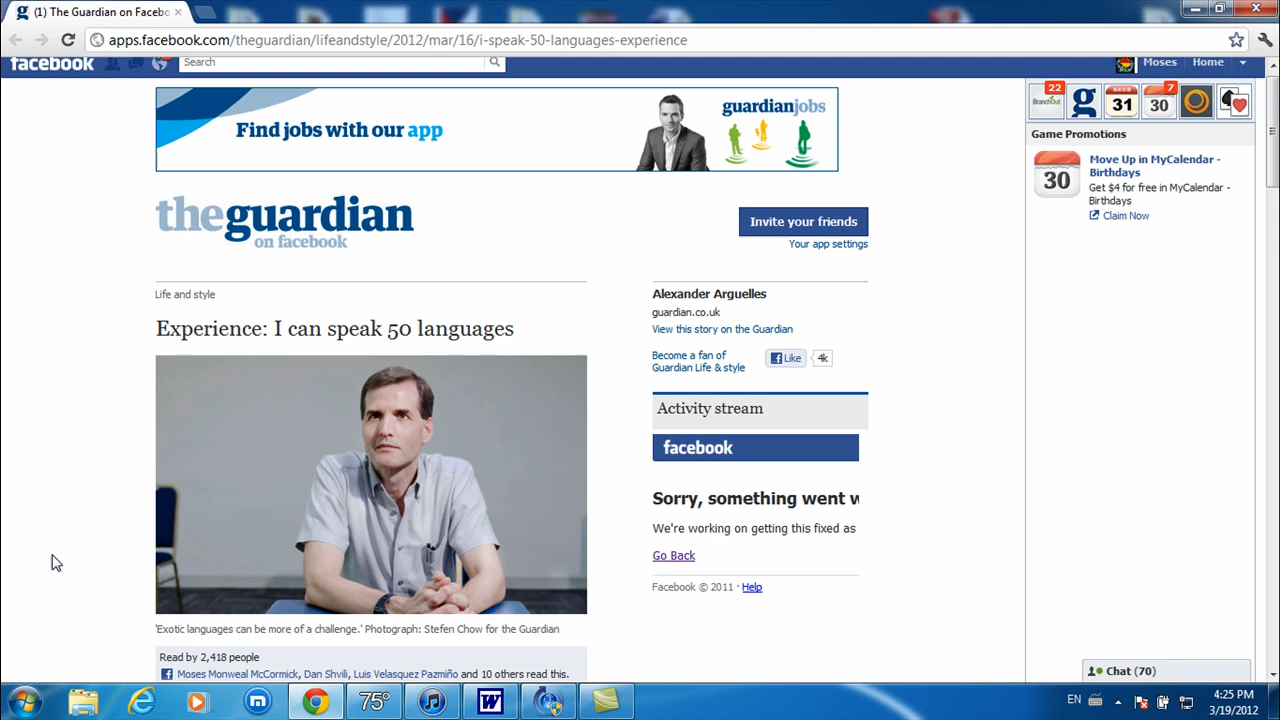 (1) The Guardian on Facebo
apps.facebook.com/theguardian/lifeandstyle/2012/mar/16/i-speak-50-languages-experience
facebook
Search
Moses
Home
Find jobs with our app
guardianjobs
22
7
31
30
Game Promotions
30
Move Up in MyCalendar -
Birthdays
Get $4 for free in MyCalendar -
Birthdays
Claim Now
theguardian
on facebook
Invite your friends
Your app settings
Life and style
Experience: I can speak 50 languages
Alexander Arguelles
guardian.co.uk
View this story on the Guardian
Become a fan of
Guardian Life & style
Like
4k
Activity stream
facebook
Sorry, something went w
We're working on getting this fixed as
Go Back
Facebook © 2011 · Help
'Exotic languages can be more of a challenge.' Photograph: Stefen Chow for the Guardian
Read by 2,418 people
Moses Monweal McCormick, Dan Shvili, Luis Velasquez Pazmiño and 10 others read this.
Chat (70)
75°
W
EN
4:25 PM
3/19/2012